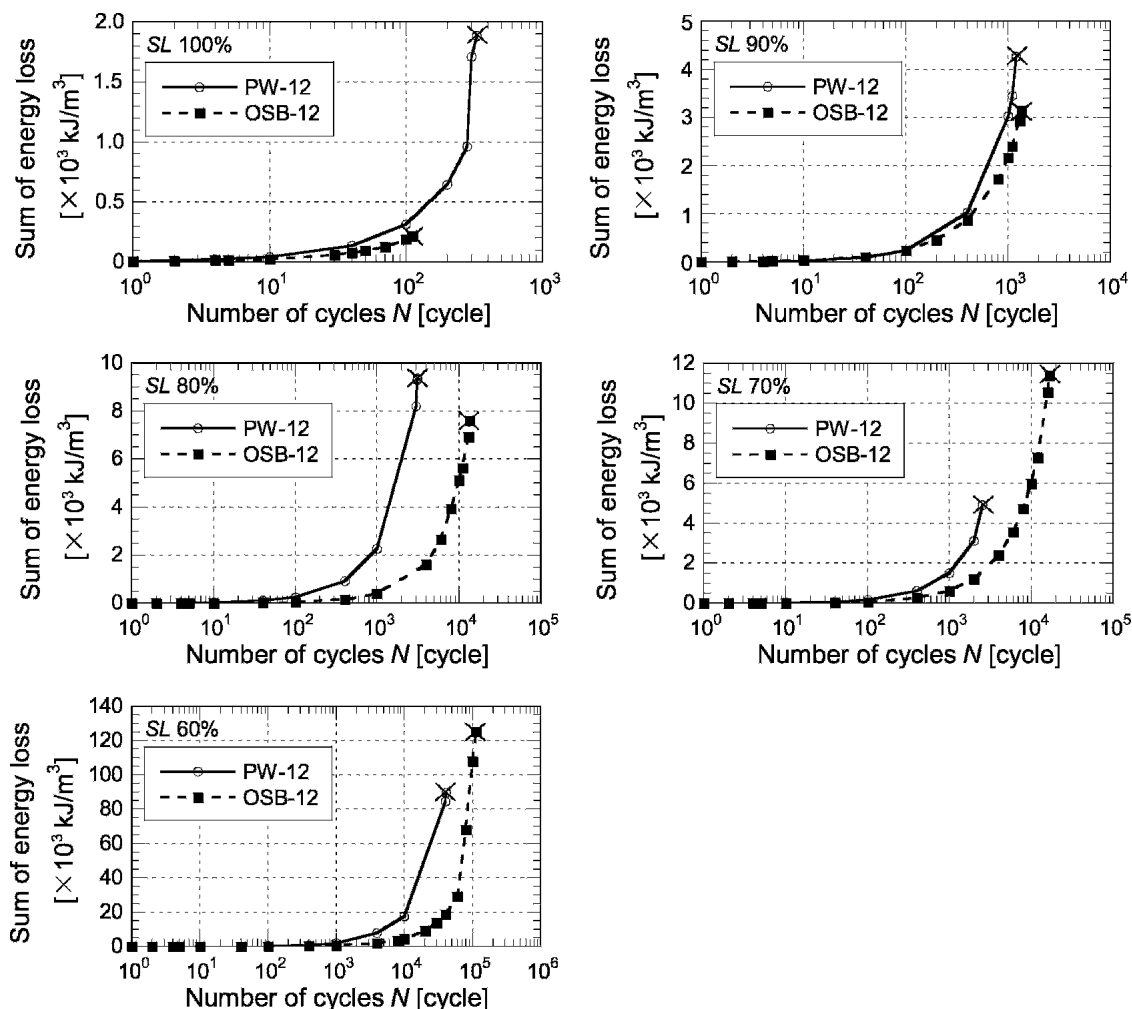 SL 100%
PW-12
OSB-12
Sum of energy loss
[×10³ kJ/m³]
2.0
1.5
1.0
0.5
0
10⁰ 10¹ 10² 10³
Number of cycles N [cycle]
SL 90%
PW-12
OSB-12
Sum of energy loss
[×10³ kJ/m³]
5
4
3
2
1
0
10⁰ 10¹ 10² 10³ 10⁴
Number of cycles N [cycle]
SL 80%
PW-12
OSB-12
Sum of energy loss
[×10³ kJ/m³]
10
8
6
4
2
0
10⁰ 10¹ 10² 10³ 10⁴ 10⁵
Number of cycles N [cycle]
SL 70%
PW-12
OSB-12
Sum of energy loss
[×10³ kJ/m³]
12
10
8
6
4
2
0
10⁰ 10¹ 10² 10³ 10⁴ 10⁵
Number of cycles N [cycle]
SL 60%
PW-12
OSB-12
Sum of energy loss
[×10³ kJ/m³]
140
120
100
80
60
40
20
0
10⁰ 10¹ 10² 10³ 10⁴ 10⁵ 10⁶
Number of cycles N [cycle]